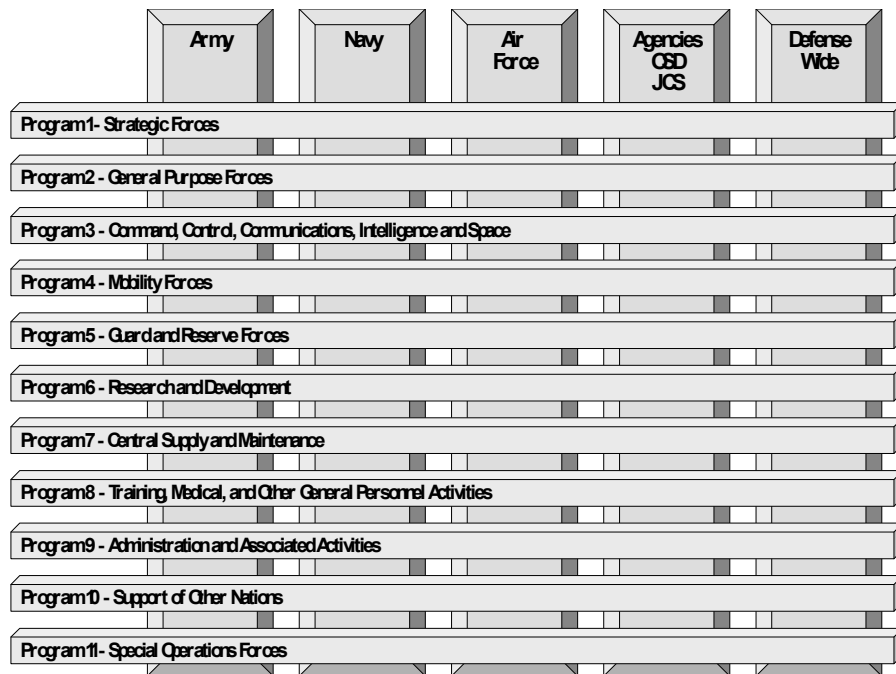 Army
Navy
Air
Force
Agencies
OSD
JCS
Defense
Wide
Program 1 - Strategic Forces
Program 2 - General Purpose Forces
Program 3 - Command, Control, Communications, Intelligence and Space
Program 4 - Mobility Forces
Program 5 - Guard and Reserve Forces
Program 6 - Research and Development
Program 7 - Central Supply and Maintenance
Program 8 - Training, Medical, and Other General Personnel Activities
Program 9 - Administration and Associated Activities
Program 10 - Support of Other Nations
Program 11 - Special Operations Forces